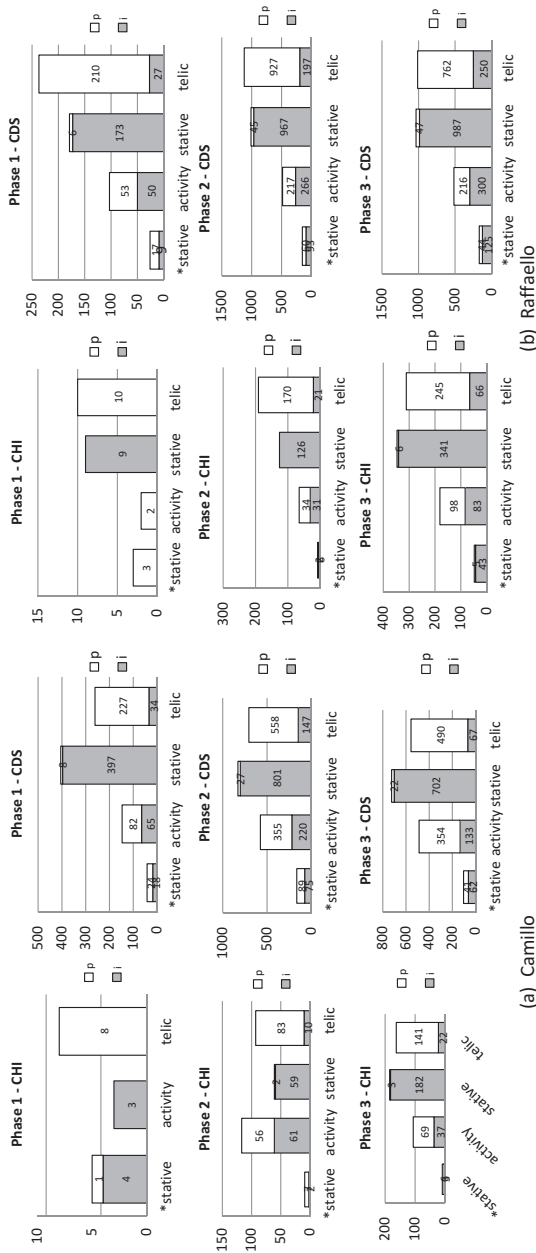 Phase 1 - CHI
10
5
0
1
4
3
8
*stative activity telic
p
i
Phase 1 - CDS
500
400
300
200
100
0
24
18
82
65
8
397
227
34
*stative activity stative telic
p
i
Phase 2 - CHI
150
100
50
0
2
56
61
2
59
83
10
*stative activity stative telic
p
i
Phase 2 - CDS
1000
500
0
89
75
355
220
27
801
558
147
*stative activity stative telic
p
i
Phase 3 - CHI
200
150
100
50
0
69
37
3
182
141
22
*stative activity stative telic
p
i
Phase 3 - CDS
800
600
400
200
0
41
62
354
133
22
702
490
67
*stative activity stative telic
p
i
(a) Camillo
Phase 1 - CHI
15
10
5
0
3
2
9
10
*stative activity stative telic
p
i
Phase 1 - CDS
250
200
150
100
50
0
17
9
53
50
6
173
210
27
*stative activity stative telic
p
i
Phase 2 - CHI
300
200
100
0
34
31
126
170
21
*stative activity stative telic
p
i
Phase 2 - CDS
1500
1000
500
0
93
217
266
45
967
927
197
*stative activity stative telic
p
i
Phase 3 - CHI
400
300
200
100
0
5
43
98
83
6
341
245
66
*stative activity stative telic
p
i
Phase 3 - CDS
1500
1000
500
0
44
125
216
300
47
987
762
250
*stative activity stative telic
p
i
(b) Raffaello